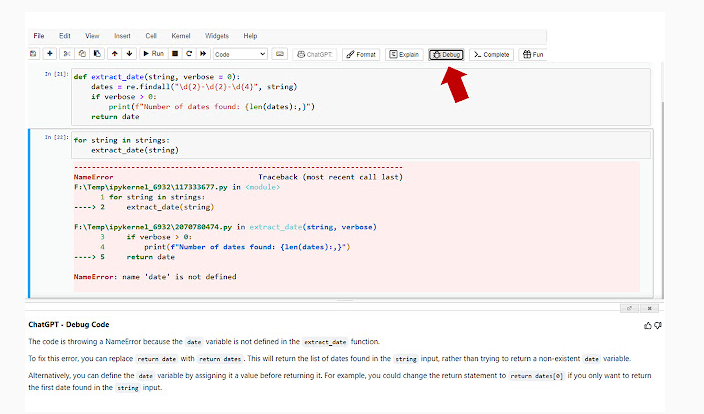 File Edit View Insert Cell Kernel Widgets Help
Run Code ChatGPT Format Explain Debug Complete Fun
In [21]: def extract_date(string, verbose = 0):
dates = re.findall("\d{2}-\d{2}-\d{4}", string)
if verbose > 0:
print(f"Number of dates found: {len(dates):,}")
return date
In [22]: for string in strings:
extract_date(string)
---------------------------------------------------------------------------
NameError Traceback (most recent call last)
F:\Temp\ipykernel_6932\117333677.py in <module>
1 for string in strings:
----> 2 extract_date(string)
F:\Temp\ipykernel_6932\2070780474.py in extract_date(string, verbose)
3 if verbose > 0:
4 print(f"Number of dates found: {len(dates):,}")
----> 5 return date
NameError: name 'date' is not defined
ChatGPT - Debug Code
The code is throwing a NameError because the date variable is not defined in the extract_date function.
To fix this error, you can replace return date with return dates. This will return the list of dates found in the string input, rather than trying to return a non-existent date variable.
Alternatively, you can define the date variable by assigning it a value before returning it. For example, you could change the return statement to return dates[0] if you only want to return
the first date found in the string input.